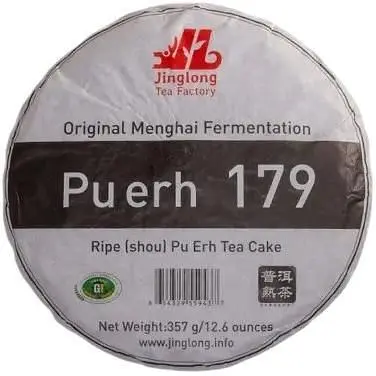 Jinglong
Tea Factory
Original Menghai Fermentation
Pu erh 179
Ripe (shou) Pu Erh Tea Cake
GI
普洱
熟茶
Net Weight:357 g/12.6 ounces
www.jinglong.info